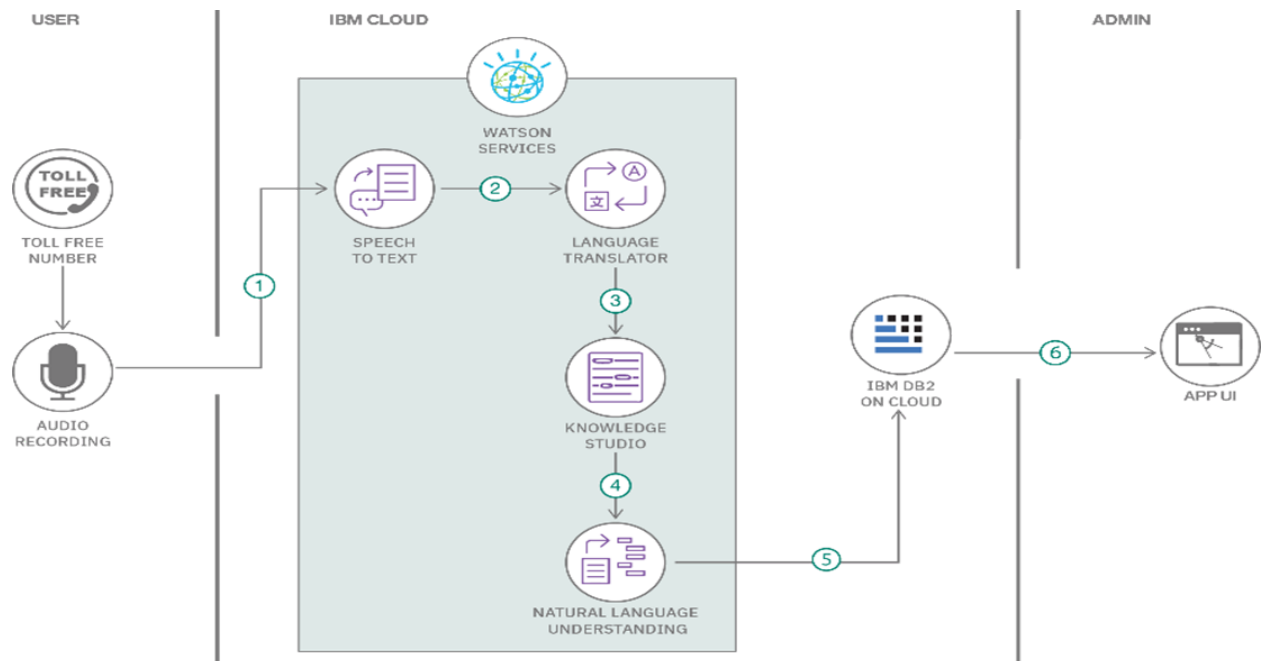 USER
IBM CLOUD
ADMIN
WATSON
SERVICES
TOLL
FREE
TOLL FREE
NUMBER
1
SPEECH
TO TEXT
2
A
文
LANGUAGE
TRANSLATOR
3
AUDIO
RECORDING
KNOWLEDGE
STUDIO
4
NATURAL LANGUAGE
UNDERSTANDING
5
IBM DB2
ON CLOUD
6
APP UI